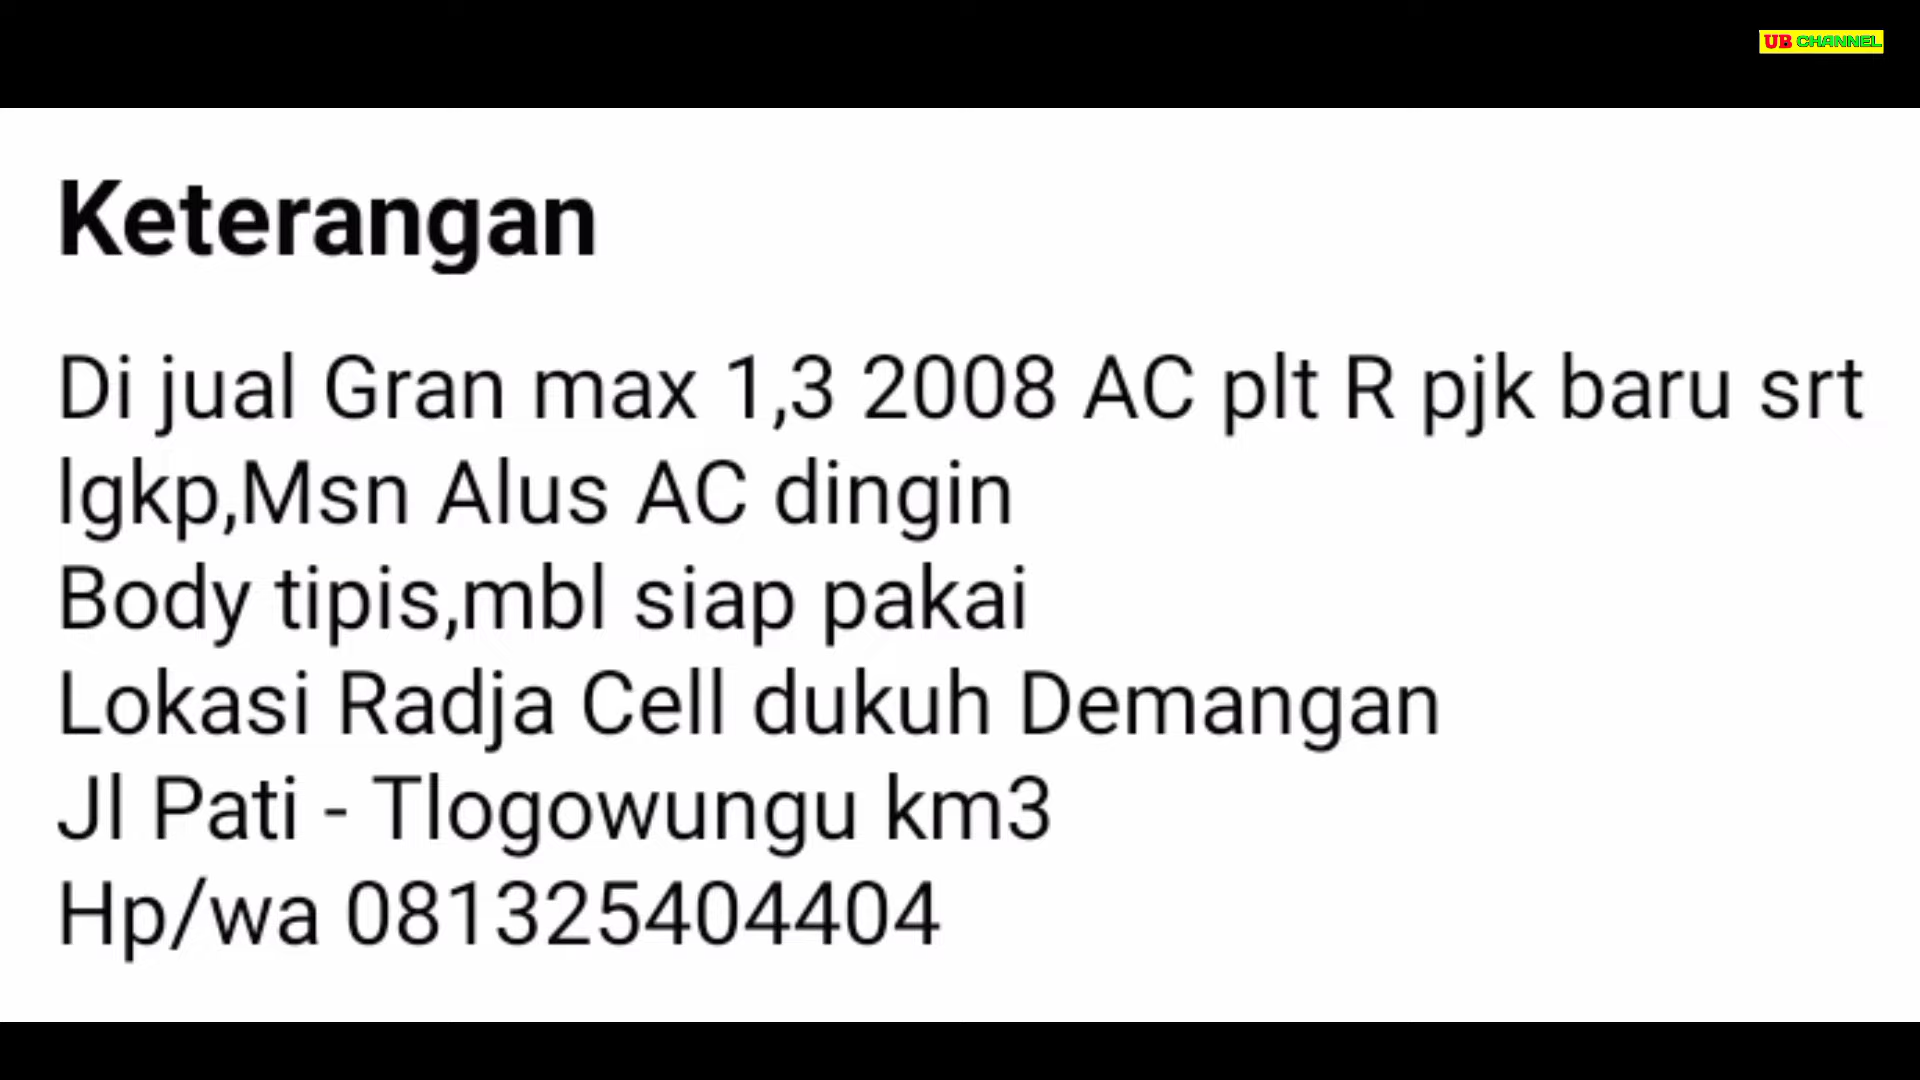 UB CHANNEL
Keterangan
Di jual Gran max 1,3 2008 AC plt R pjk baru srt
lgkp,Msn Alus AC dingin
Body tipis,mbl siap pakai
Lokasi Radja Cell dukuh Demangan
Jl Pati - Tlogowungu km3
Hp/wa 081325404404